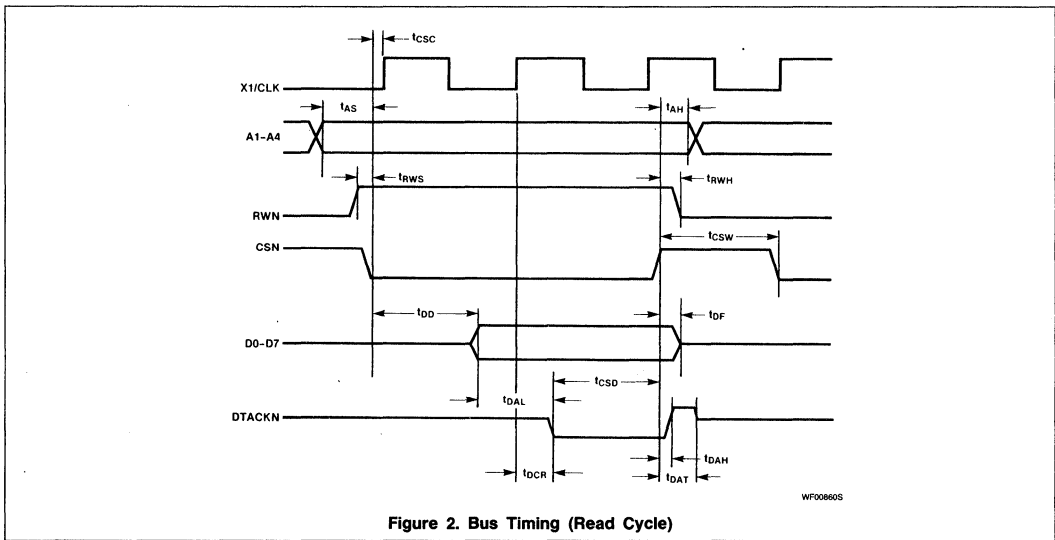 tCSC
X1/CLK
tAS
tAH
A1-A4
tRWS
tRWH
RWN
tCSW
CSN
tDD
tDF
D0-D7
tCSD
tDAL
DTACKN
tDAH
tDCR
tDAT
WF00860S
Figure 2. Bus Timing (Read Cycle)